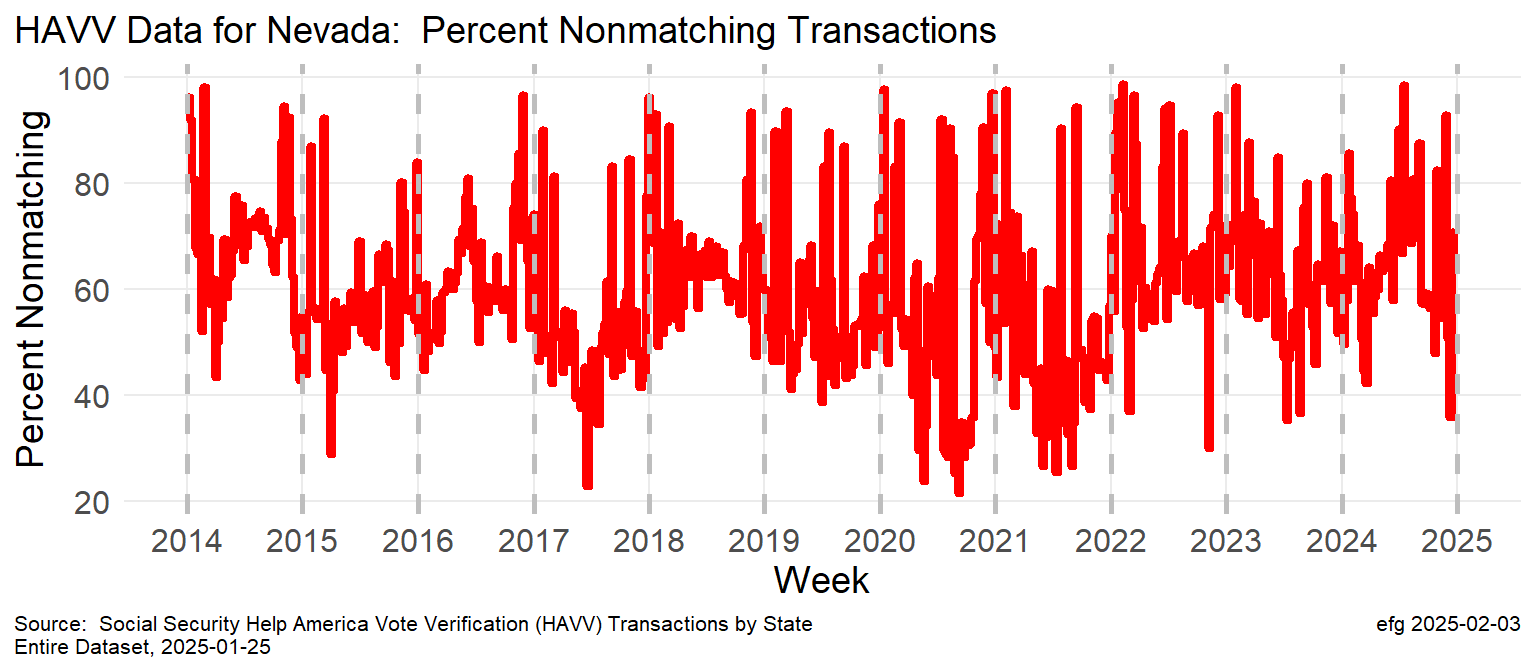 HAVV Data for Nevada:  Percent Nonmatching Transactions
Percent Nonmatching
100
80
60
40
20
2014 2015 2016 2017 2018 2019 2020 2021 2022 2023 2024 2025
Week
Source:  Social Security Help America Vote Verification (HAVV) Transactions by State efg 2025-02-03
Entire Dataset, 2025-01-25